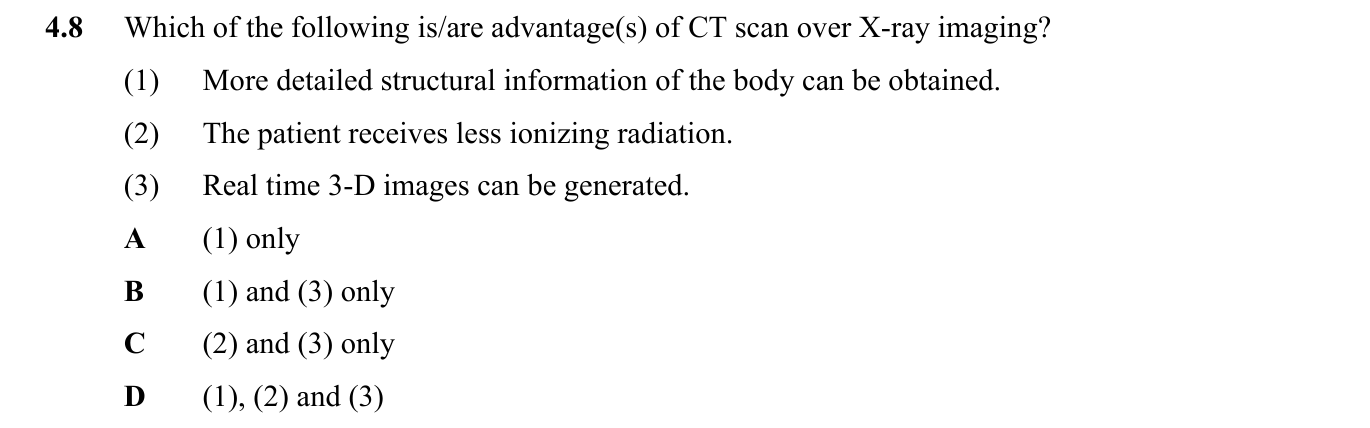 4.8 Which of the following is/are advantage(s) of CT scan over X-ray imaging?
(1) More detailed structural information of the body can be obtained.
(2) The patient receives less ionizing radiation.
(3) Real time 3-D images can be generated.
A (1) only
B (1) and (3) only
C (2) and (3) only
D (1), (2) and (3)